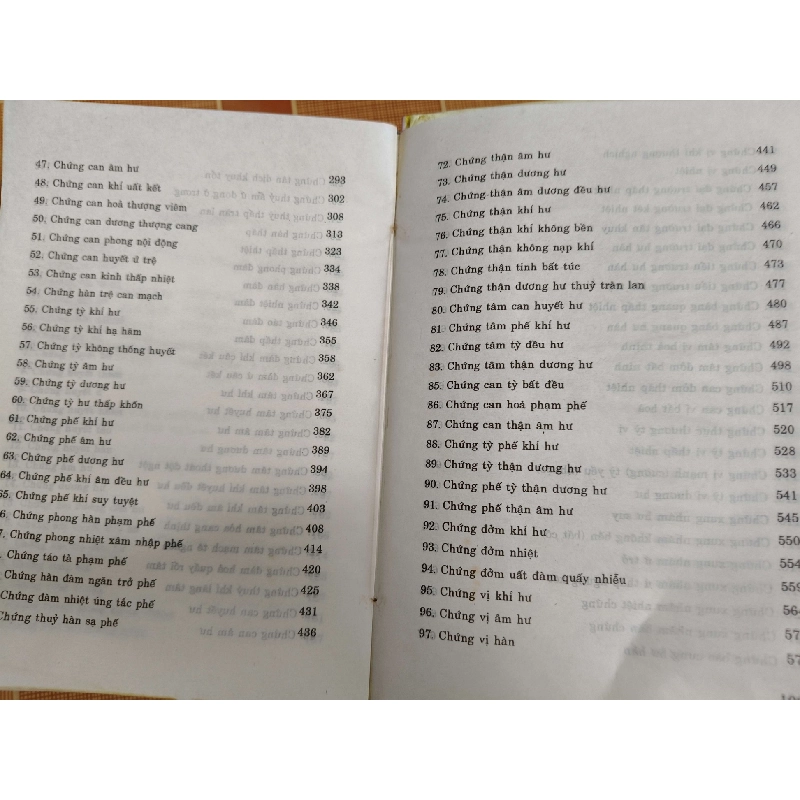 47. Chứng can âm hư 293
48. Chứng can khí uất kết 302
49. Chứng can hoả thượng viêm 308
50. Chứng can dương thượng cang 313
51. Chứng can phong nội động 323
52. Chứng can huyết ứ trệ 334
53. Chứng can kinh thấp nhiệt 338
54. Chứng hàn trệ can mạch 342
55. Chứng tỳ khí hư 346
56. Chứng tỳ khí hạ hãm 355
57. Chứng tỳ không thống huyết 358
58. Chứng tỳ âm hư 362
59. Chứng tỳ dương hư 367
60. Chứng tỳ hư thấp khốn 375
61. Chứng phế khí hư 382
62. Chứng phế âm hư 389
63. Chứng phế dương hư 394
64. Chứng phế khí âm đều hư 398
65. Chứng phế khí suy tuyệt 403
6. Chứng phong hàn phạm phế 408
7. Chứng phong nhiệt xâm nhập phế 414
. Chứng táo tà phạm phế 420
Chứng hàn đàm ngăn trở phế 425
Chứng đàm nhiệt úng tắc phế 431
Chứng thuỷ hàn sạ phế 436
72. Chứng thận âm hư 441
73. Chứng thận dương hư 449
74. Chứng thận âm dương đều hư 457
75. Chứng thận khí hư 462
76. Chứng thận khí không bền 466
77. Chứng thận không nạp khí 470
78. Chứng thận tinh bất túc 473
79. Chứng thận dương hư thuỷ tràn lan 477
80. Chứng tâm can huyết hư 480
81. Chứng tâm phế khí hư 487
82. Chứng tâm tỳ đều hư 492
83. Chứng tâm thận dương hư 498
85. Chứng can tỳ bất đều 510
86. Chứng can hoả phạm phế 517
87. Chứng can thận âm hư 520
88. Chứng tỳ phế khí hư 528
89. Chứng tỳ thận dương hư 533
90. Chứng phế tỳ thận dương hư 541
91. Chứng phế thận âm hư 545
92. Chứng đởm khí hư 550
93. Chứng đởm nhiệt 554
94. Chứng đởm uất đàm quấy nhiễu 559
95. Chứng vị khí hư 56
96. Chứng vị âm hư 57
97. Chứng vị hàn 57